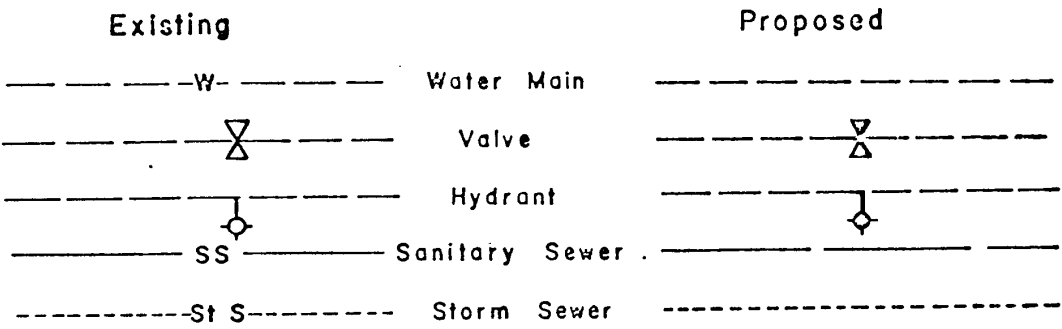 Existing Proposed
W Water Main
Valve
Hydrant
SS Sanitary Sewer
St S Storm Sewer